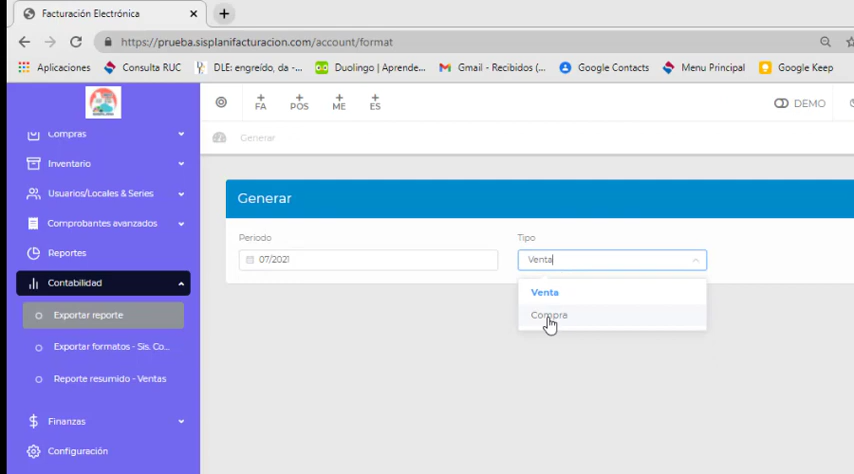 Facturación Electrónica
https://prueba.sisplanifacturacion.com/account/format
Aplicaciones
Consulta RUC
DLE: engreído, da -...
Duolingo | Aprende...
Gmail - Recibidos (...
Google Contacts
Menu Principal
Google Keep
+ FA
+ POS
+ ME
+ ES
DEMO
Compras
Inventario
Usuarios/Locales & Series
Comprobantes avanzados
Reportes
Contabilidad
Exportar reporte
Exportar formatos - Sis. Co...
Reporte resumido - Ventas
Finanzas
Configuración
Generar
Generar
Periodo
07/2021
Tipo
Venta
Venta
Compra